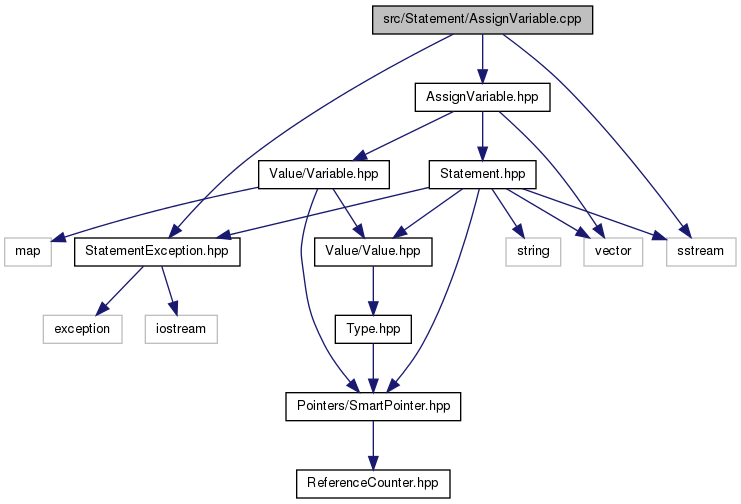 src/Statement/AssignVariable.cpp
AssignVariable.hpp
Value/Variable.hpp
Statement.hpp
map
StatementException.hpp
Value/Value.hpp
string
vector
sstream
exception
iostream
Type.hpp
Pointers/SmartPointer.hpp
ReferenceCounter.hpp